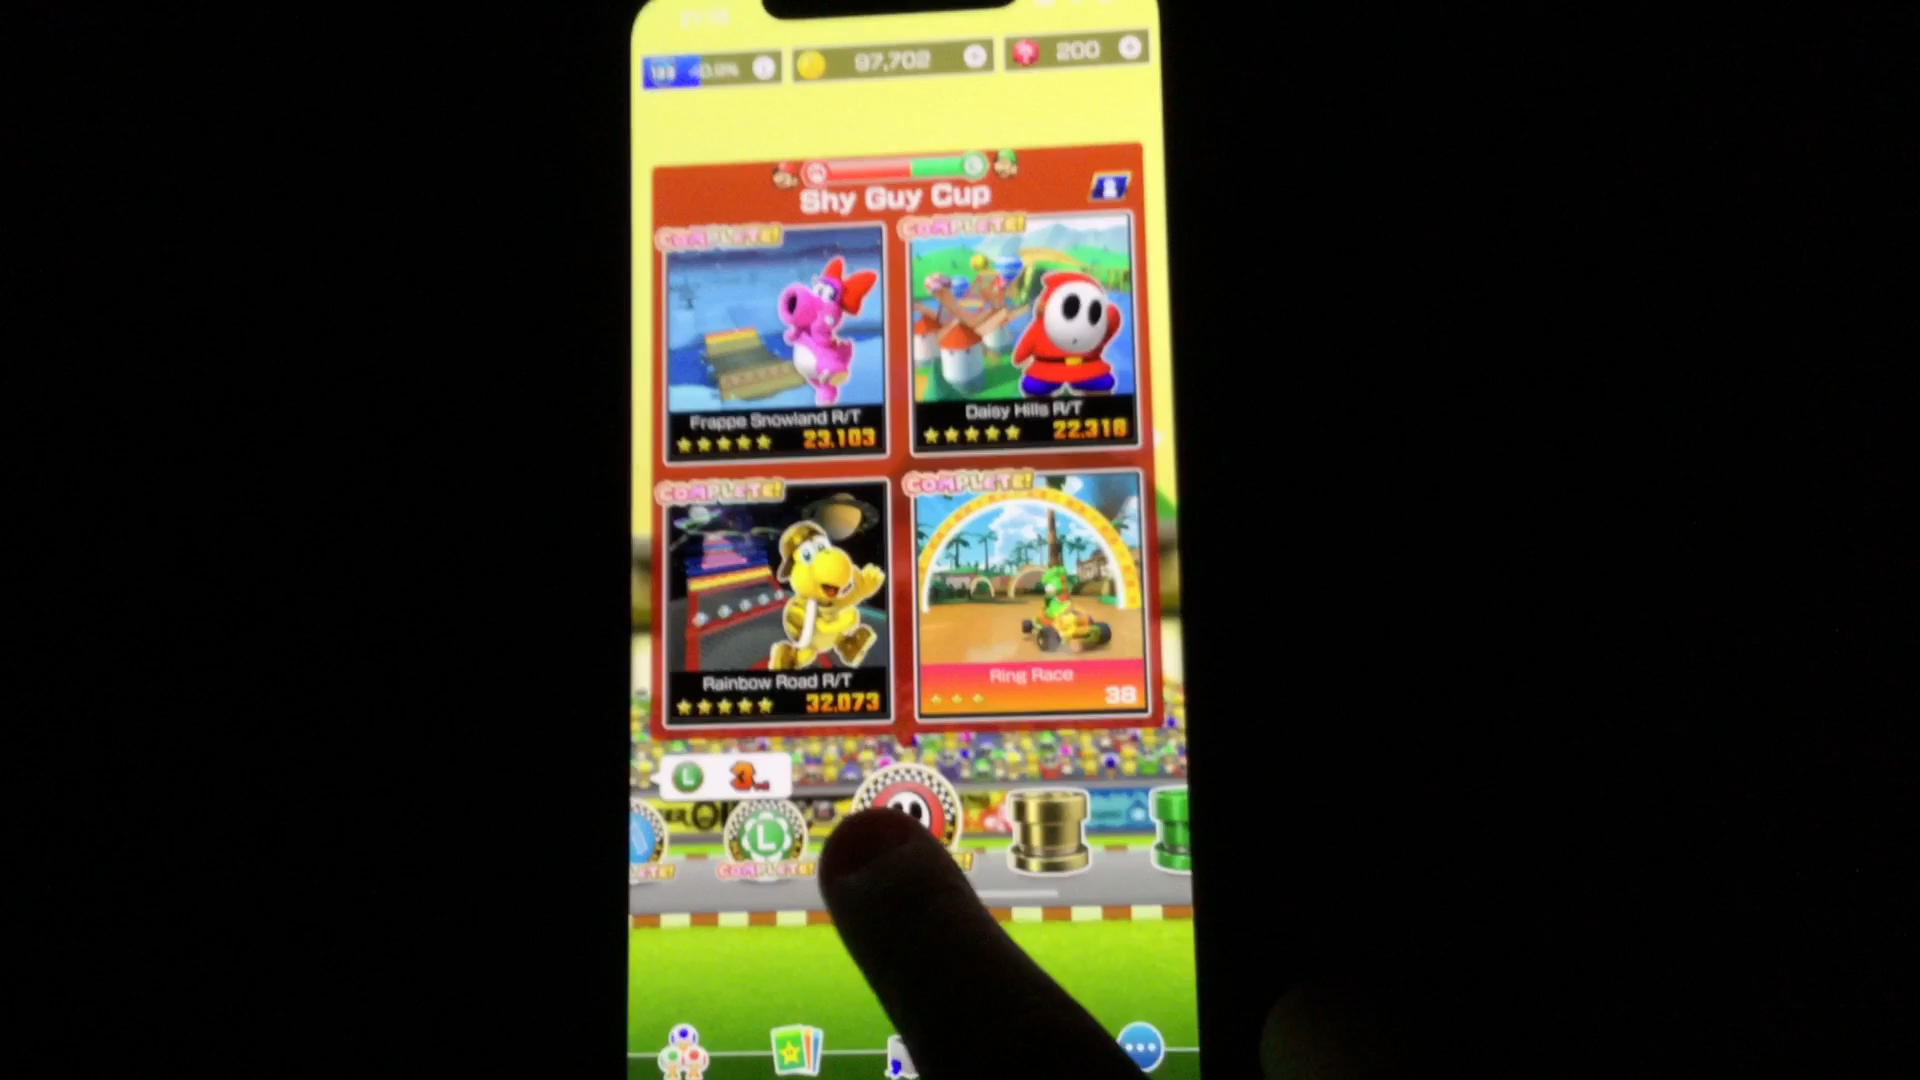 97,702
200
Shy Guy Cup
COMPLETE!
COMPLETE!
Frappe Snowland R/T
23,103
Daisy Hills R/T
22,318
COMPLETE!
COMPLETE!
Rainbow Road R/T
32,073
Ring Race
38
L 3
L
COMPLETE!